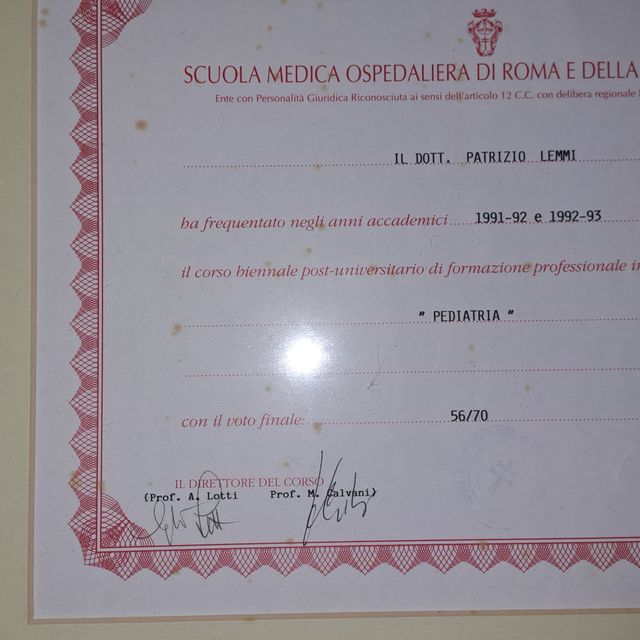 SCUOLA MEDICA OSPEDALIERA DI ROMA E DELLA
Ente con Personalità Giuridica Riconosciuta ai sensi dell'articolo 12 C.C. con delibera regionale
IL DOTT. PATRIZIO LEMMI
ha frequentato negli anni accademici 1991-92 e 1992-93
il corso biennale post-universitario di formazione professionale in
" PEDIATRIA "
con il voto finale: 56/70
IL DIRETTORE DEL CORSO
(Prof. A. Lotti Prof. M. Calvani)